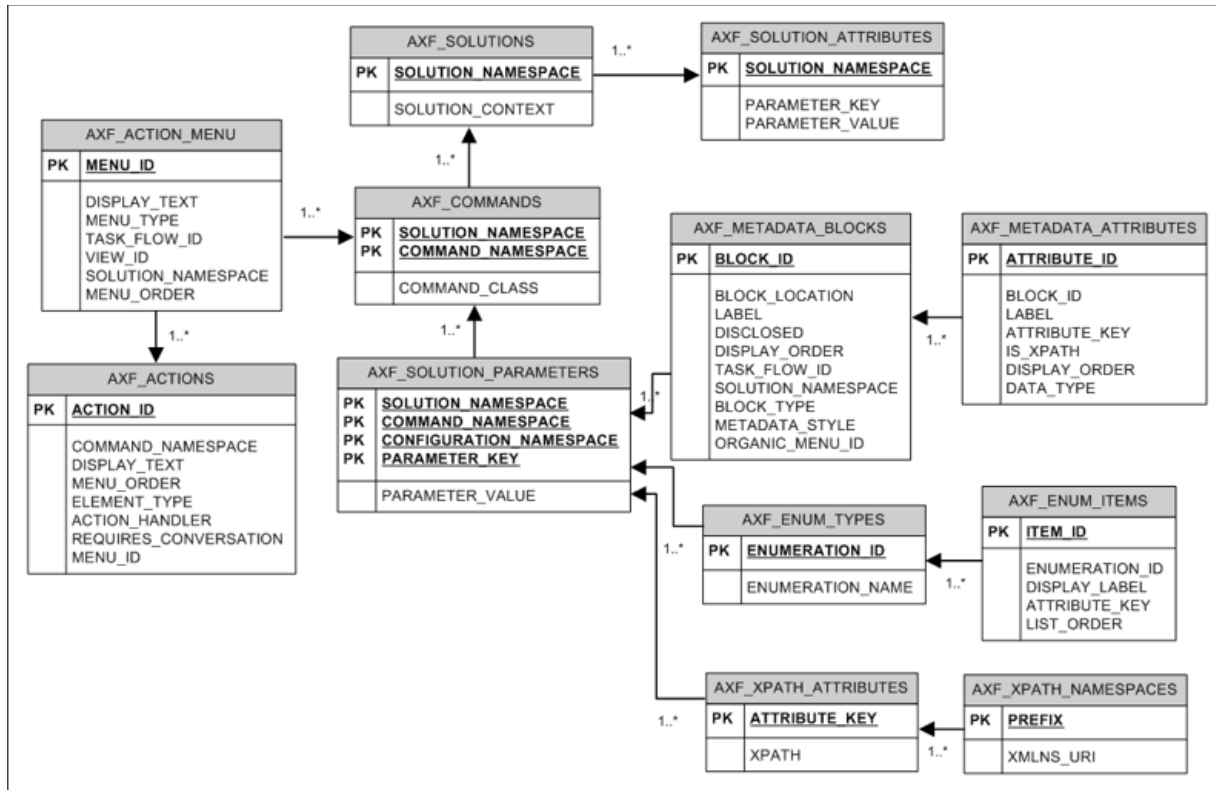 AXF_SOLUTIONS
PK SOLUTION_NAMESPACE
SOLUTION_CONTEXT
1..*
AXF_SOLUTION_ATTRIBUTES
PK SOLUTION_NAMESPACE
PARAMETER_KEY
PARAMETER_VALUE
1..*
AXF_ACTION_MENU
PK MENU_ID
DISPLAY_TEXT
MENU_TYPE
TASK_FLOW_ID
VIEW_ID
SOLUTION_NAMESPACE
MENU_ORDER
1..*
AXF_COMMANDS
PK SOLUTION_NAMESPACE
PK COMMAND_NAMESPACE
COMMAND_CLASS
1..*
AXF_METADATA_BLOCKS
PK BLOCK_ID
BLOCK_LOCATION
LABEL
DISCLOSED
DISPLAY_ORDER
TASK_FLOW_ID
SOLUTION_NAMESPACE
BLOCK_TYPE
METADATA_STYLE
ORGANIC_MENU_ID
1..*
AXF_METADATA_ATTRIBUTES
PK ATTRIBUTE_ID
BLOCK_ID
LABEL
ATTRIBUTE_KEY
IS_XPATH
DISPLAY_ORDER
DATA_TYPE
1..*
AXF_ACTIONS
PK ACTION_ID
COMMAND_NAMESPACE
DISPLAY_TEXT
MENU_ORDER
ELEMENT_TYPE
ACTION_HANDLER
REQUIRES_CONVERSATION
MENU_ID
1..*
AXF_SOLUTION_PARAMETERS
PK SOLUTION_NAMESPACE
PK COMMAND_NAMESPACE
PK CONFIGURATION_NAMESPACE
PK PARAMETER_KEY
PARAMETER_VALUE
1..*
AXF_ENUM_TYPES
PK ENUMERATION_ID
ENUMERATION_NAME
1..*
AXF_ENUM_ITEMS
PK ITEM_ID
ENUMERATION_ID
DISPLAY_LABEL
ATTRIBUTE_KEY
LIST_ORDER
1..*
AXF_XPATH_ATTRIBUTES
PK ATTRIBUTE_KEY
XPATH
1..*
AXF_XPATH_NAMESPACES
PK PREFIX
XMLNS_URI